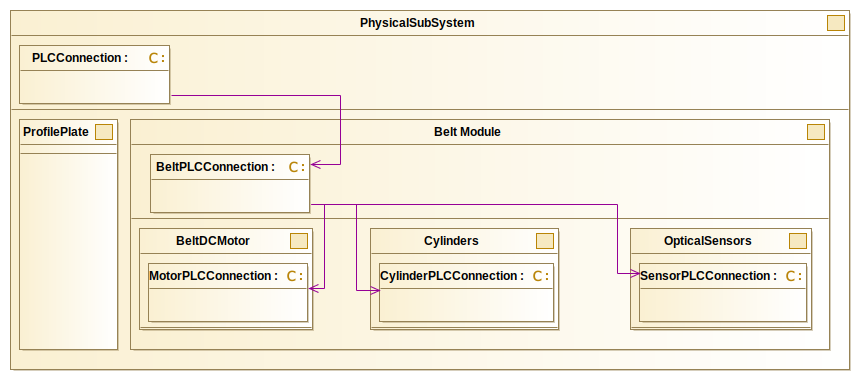 PhysicalSubSystem
PLCConnection : C :
ProfilePlate
Belt Module
BeltPLCConnection : C :
BeltDCMotor
Cylinders
OpticalSensors
MotorPLCConnection : C :
CylinderPLCConnection : C :
SensorPLCConnection : C :